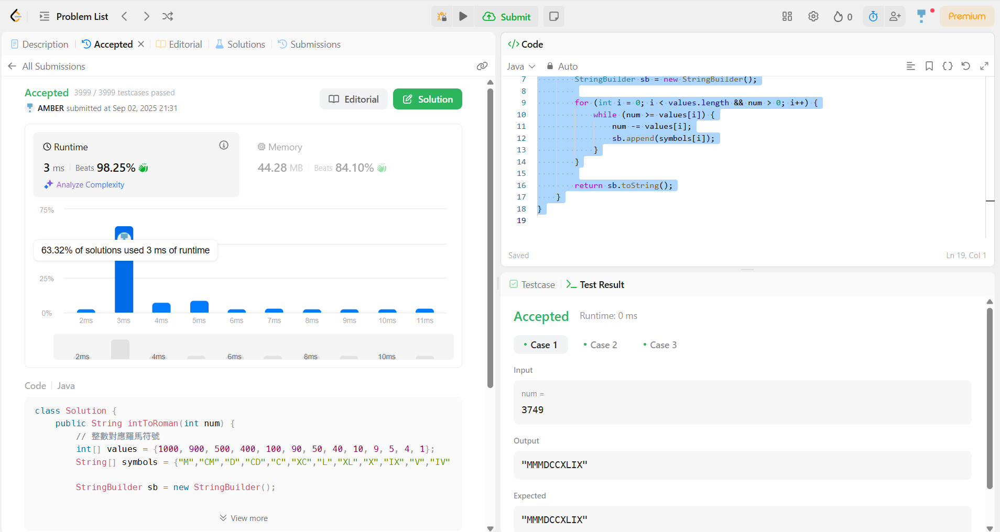 Problem List
Submit
0
Premium
Description
Accepted
Editorial
Solutions
Submissions
All Submissions
Accepted 3999 / 3999 testcases passed
AMBER submitted at Sep 02, 2025 21:31
Editorial
Solution
Runtime
3 ms Beats 98.25%
Analyze Complexity
Memory
44.28 MB Beats 84.10%
75%
63.32% of solutions used 3 ms of runtime
25%
0%
2ms 3ms 4ms 5ms 6ms 7ms 8ms 9ms 10ms 11ms
2ms 4ms 6ms 8ms 10ms
Code Java
class Solution {
public String intToRoman(int num) {
// 整數對應羅馬符號
int[] values = {1000, 900, 500, 400, 100, 90, 50, 40, 10, 9, 5, 4, 1};
String[] symbols = {"M","CM","D","CD","C","XC","L","XL","X","IX","V","IV"
StringBuilder sb = new StringBuilder();
View more
</> Code
Java Auto
7 StringBuilder sb = new StringBuilder();
8
9 for (int i = 0; i < values.length && num > 0; i++) {
10 while (num >= values[i]) {
11 num -= values[i];
12 sb.append(symbols[i]);
13 }
14 }
15
16 return sb.toString();
17 }
18 }
19
Saved
Ln 19, Col 1
Testcase
Test Result
Accepted Runtime: 0 ms
Case 1
Case 2
Case 3
Input
num =
3749
Output
"MMMDCCXLIX"
Expected
"MMMDCCXLIX"